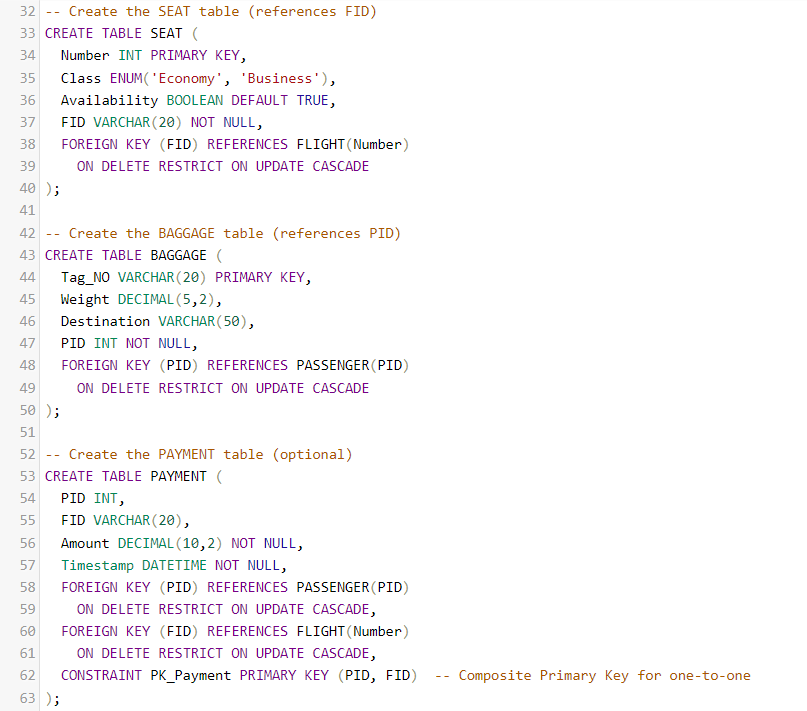 32 -- Create the SEAT table (references FID)
33 CREATE TABLE SEAT (
34   Number INT PRIMARY KEY,
35   Class ENUM('Economy', 'Business'),
36   Availability BOOLEAN DEFAULT TRUE,
37   FID VARCHAR(20) NOT NULL,
38   FOREIGN KEY (FID) REFERENCES FLIGHT(Number)
39     ON DELETE RESTRICT ON UPDATE CASCADE
40 );
41
42 -- Create the BAGGAGE table (references PID)
43 CREATE TABLE BAGGAGE (
44   Tag_NO VARCHAR(20) PRIMARY KEY,
45   Weight DECIMAL(5,2),
46   Destination VARCHAR(50),
47   PID INT NOT NULL,
48   FOREIGN KEY (PID) REFERENCES PASSENGER(PID)
49     ON DELETE RESTRICT ON UPDATE CASCADE
50 );
51
52 -- Create the PAYMENT table (optional)
53 CREATE TABLE PAYMENT (
54   PID INT,
55   FID VARCHAR(20),
56   Amount DECIMAL(10,2) NOT NULL,
57   Timestamp DATETIME NOT NULL,
58   FOREIGN KEY (PID) REFERENCES PASSENGER(PID)
59     ON DELETE RESTRICT ON UPDATE CASCADE,
60   FOREIGN KEY (FID) REFERENCES FLIGHT(Number)
61     ON DELETE RESTRICT ON UPDATE CASCADE,
62   CONSTRAINT PK_Payment PRIMARY KEY (PID, FID)  -- Composite Primary Key for one-to-one
63 );